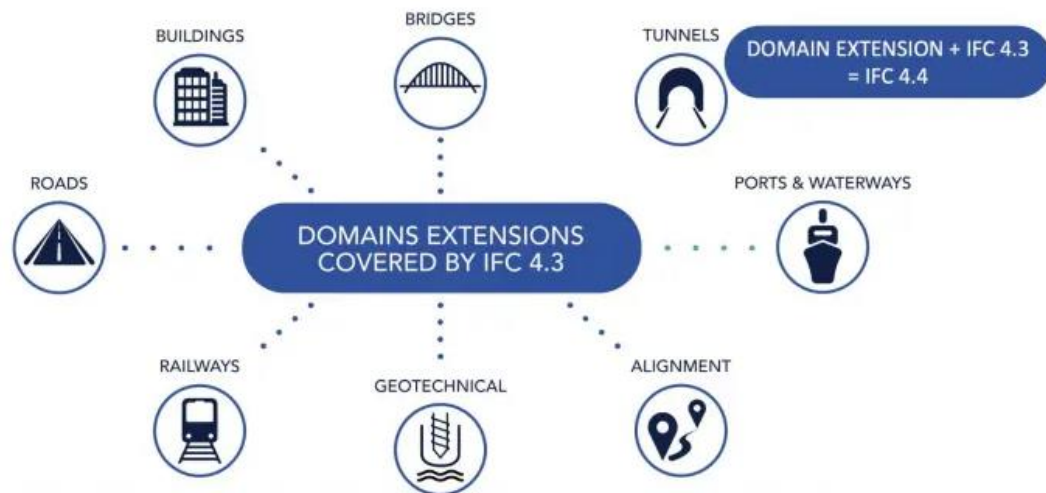 BRIDGES
BUILDINGS
TUNNELS
DOMAIN EXTENSION + IFC 4.3
= IFC 4.4
ROADS
PORTS & WATERWAYS
DOMAINS EXTENSIONS
COVERED BY IFC 4.3
RAILWAYS
GEOTECHNICAL
ALIGNMENT